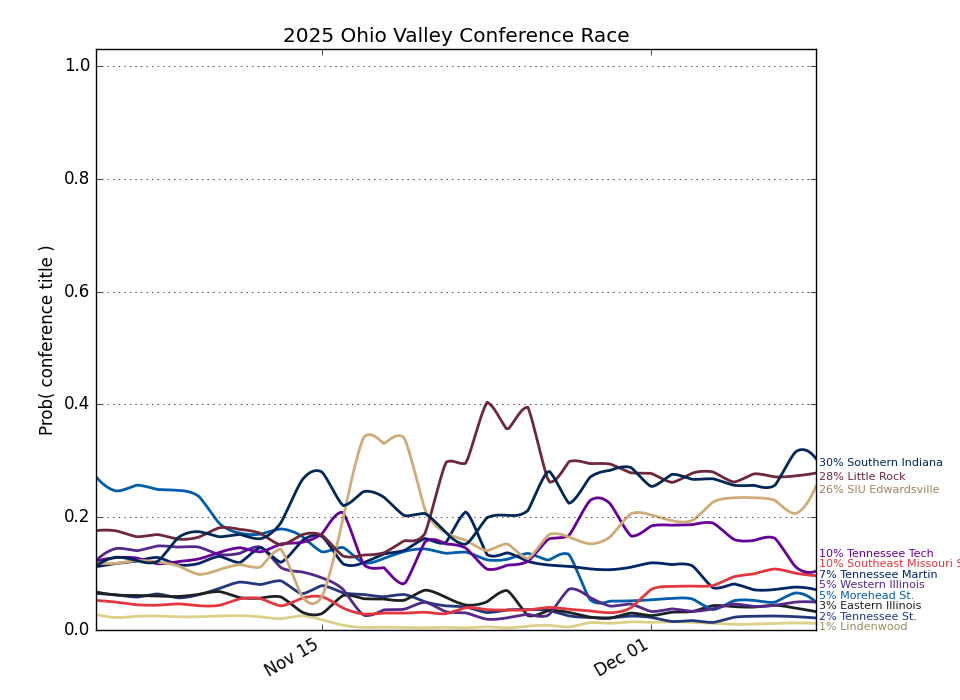 2025 Ohio Valley Conference Race
Prob( conference title )
1.0
0.8
0.6
0.4
0.2
0.0
Nov 15
Dec 01
30% Southern Indiana
28% Little Rock
26% SIU Edwardsville
10% Tennessee Tech
10% Southeast Missouri S
7% Tennessee Martin
5% Western Illinois
5% Morehead St.
3% Eastern Illinois
2% Tennessee St.
1% Lindenwood